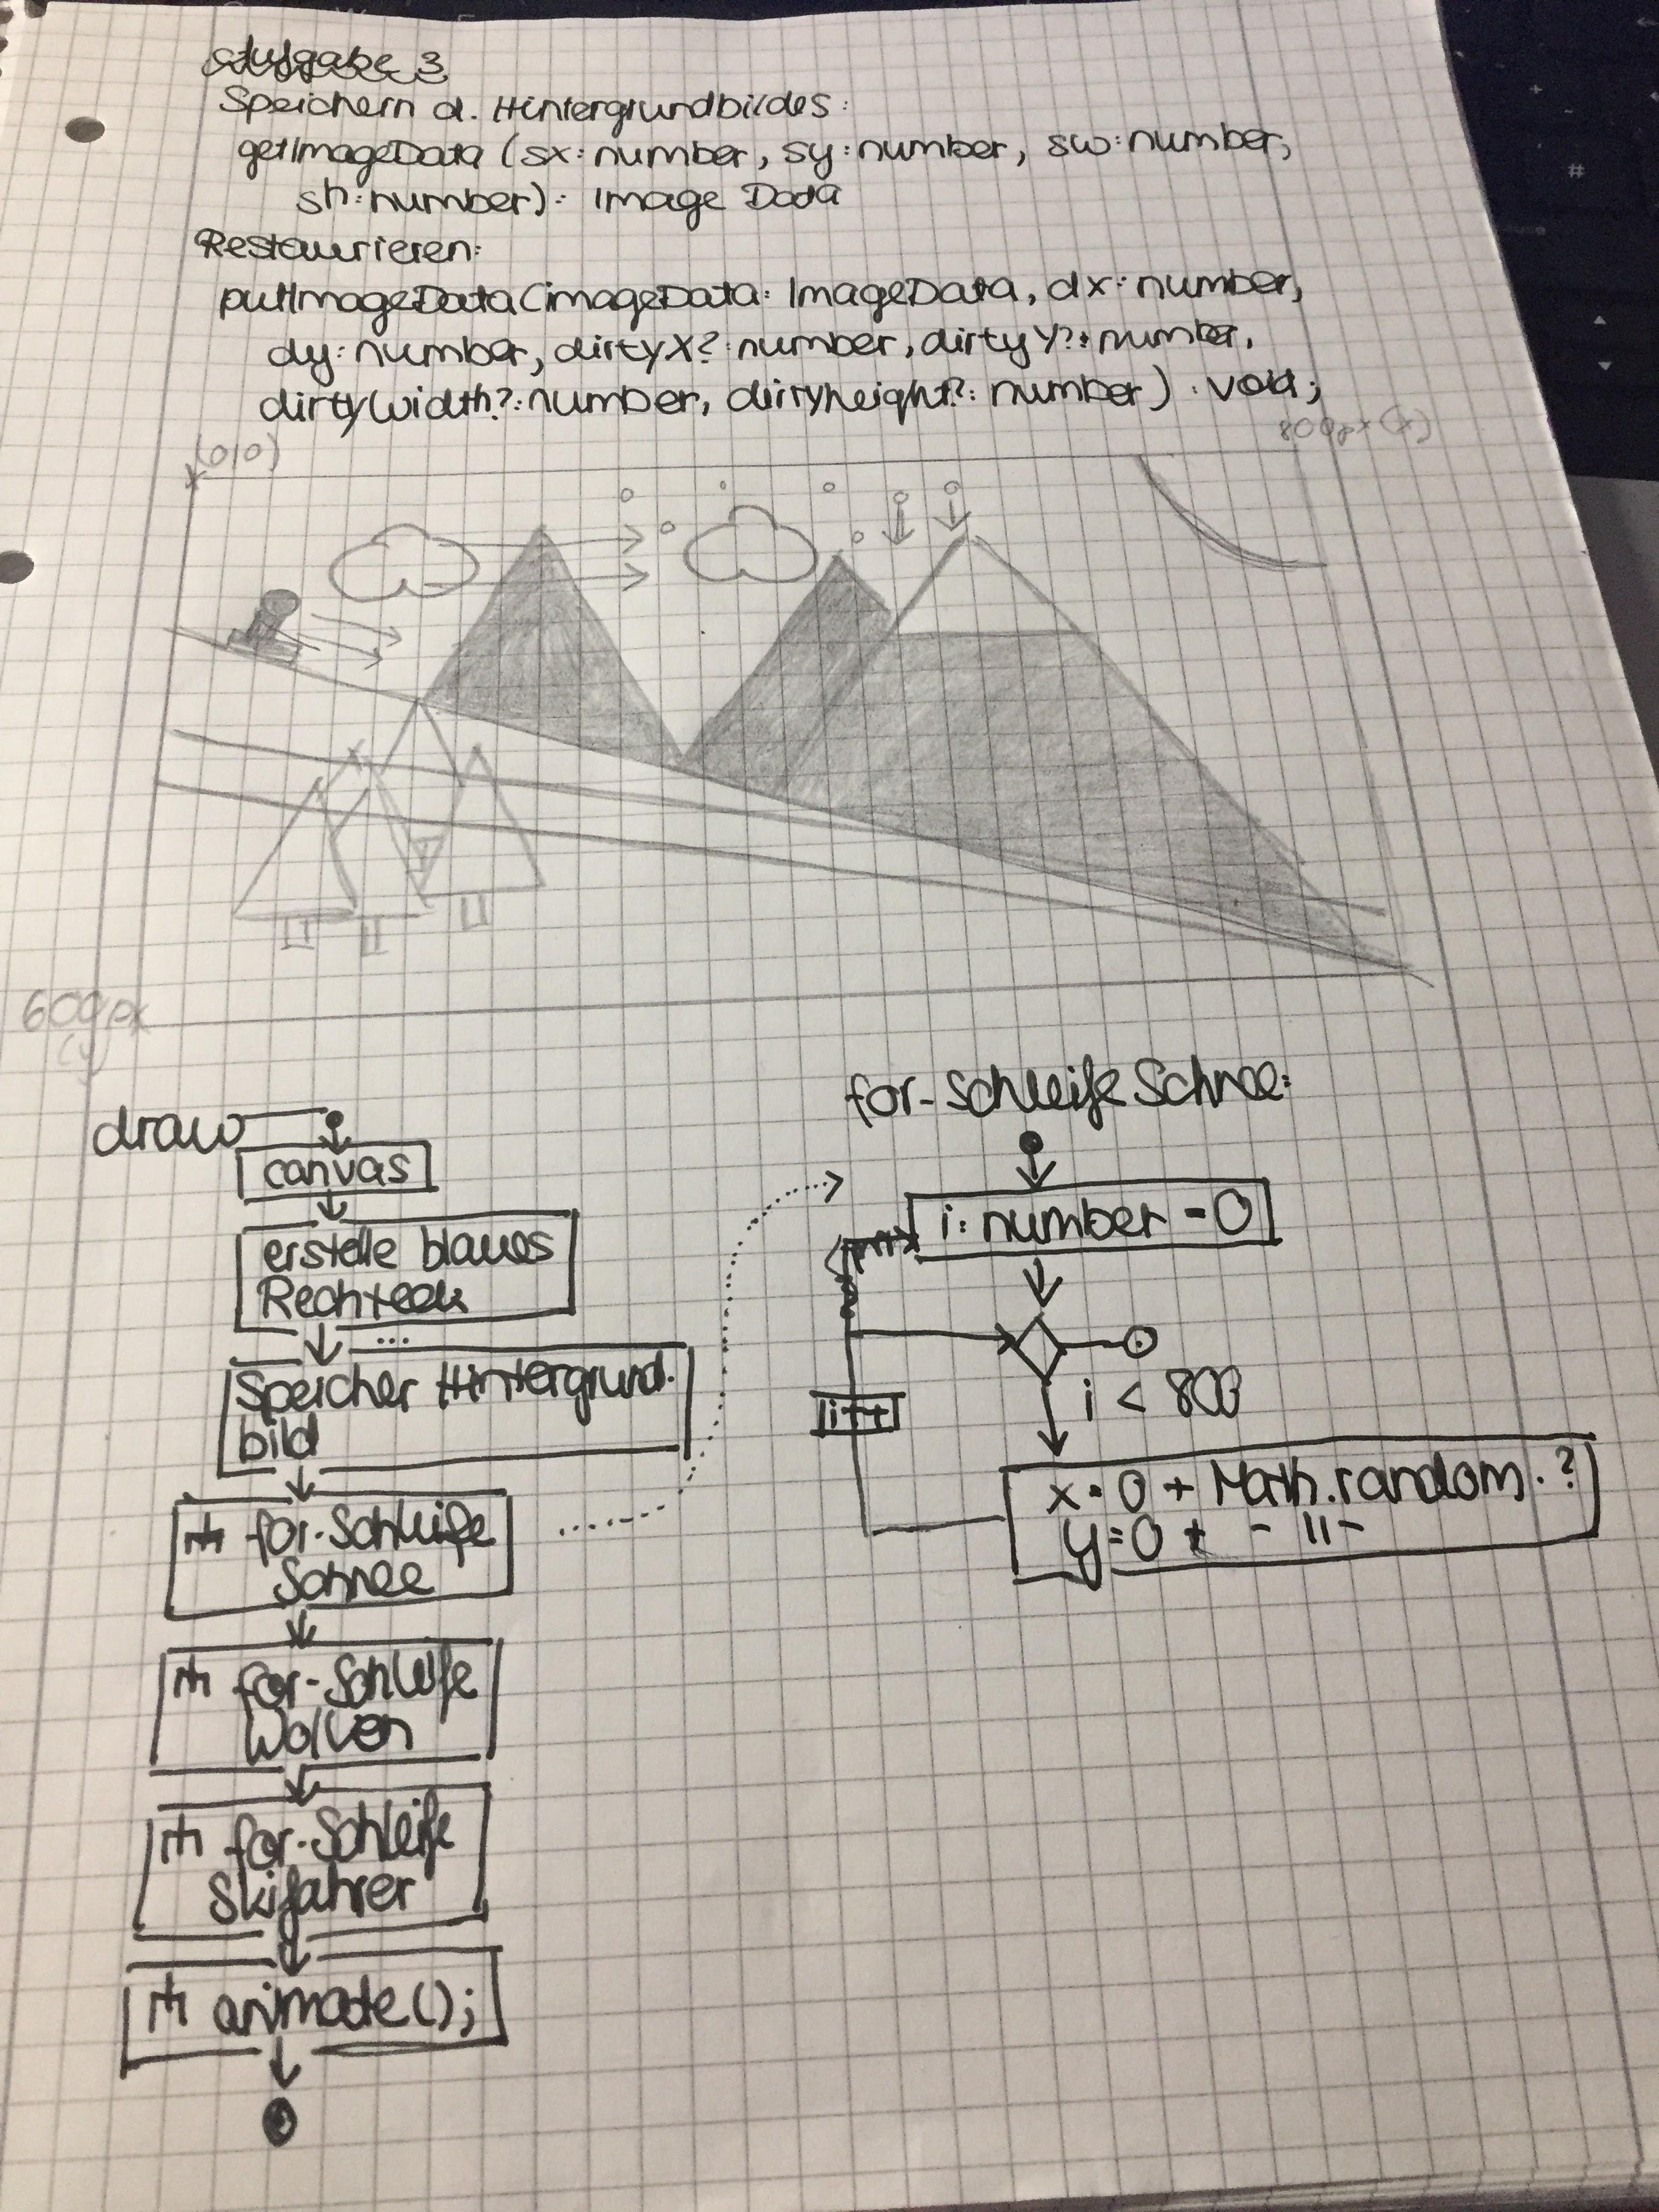 Aufgabe 3
Speichern d. Hintergrundbildes:
getImageData (sx: number, sy: number, sw: number,
sh: number): Image Data
Restaurieren:
putImageData (imageData: ImageData, dx: number,
dy: number, dirtyX?: number, dirtyY?: number,
dirtyWidth?: number, dirtyheight?: number): void;
(0,0)
800px (x)
600px
(y)
draw
canvas
erstelle blaues
Rechteck
...
Speicher Hintergrund-
bild
for-Schleife
Schnee
for-Schleife
Wolken
for-Schleife
Skifahrer
animate();
for-Schleife Schnee:
i: number = 0
i < 800
i++
x = 0 + Math.random . ?
y = 0 + - 11 -